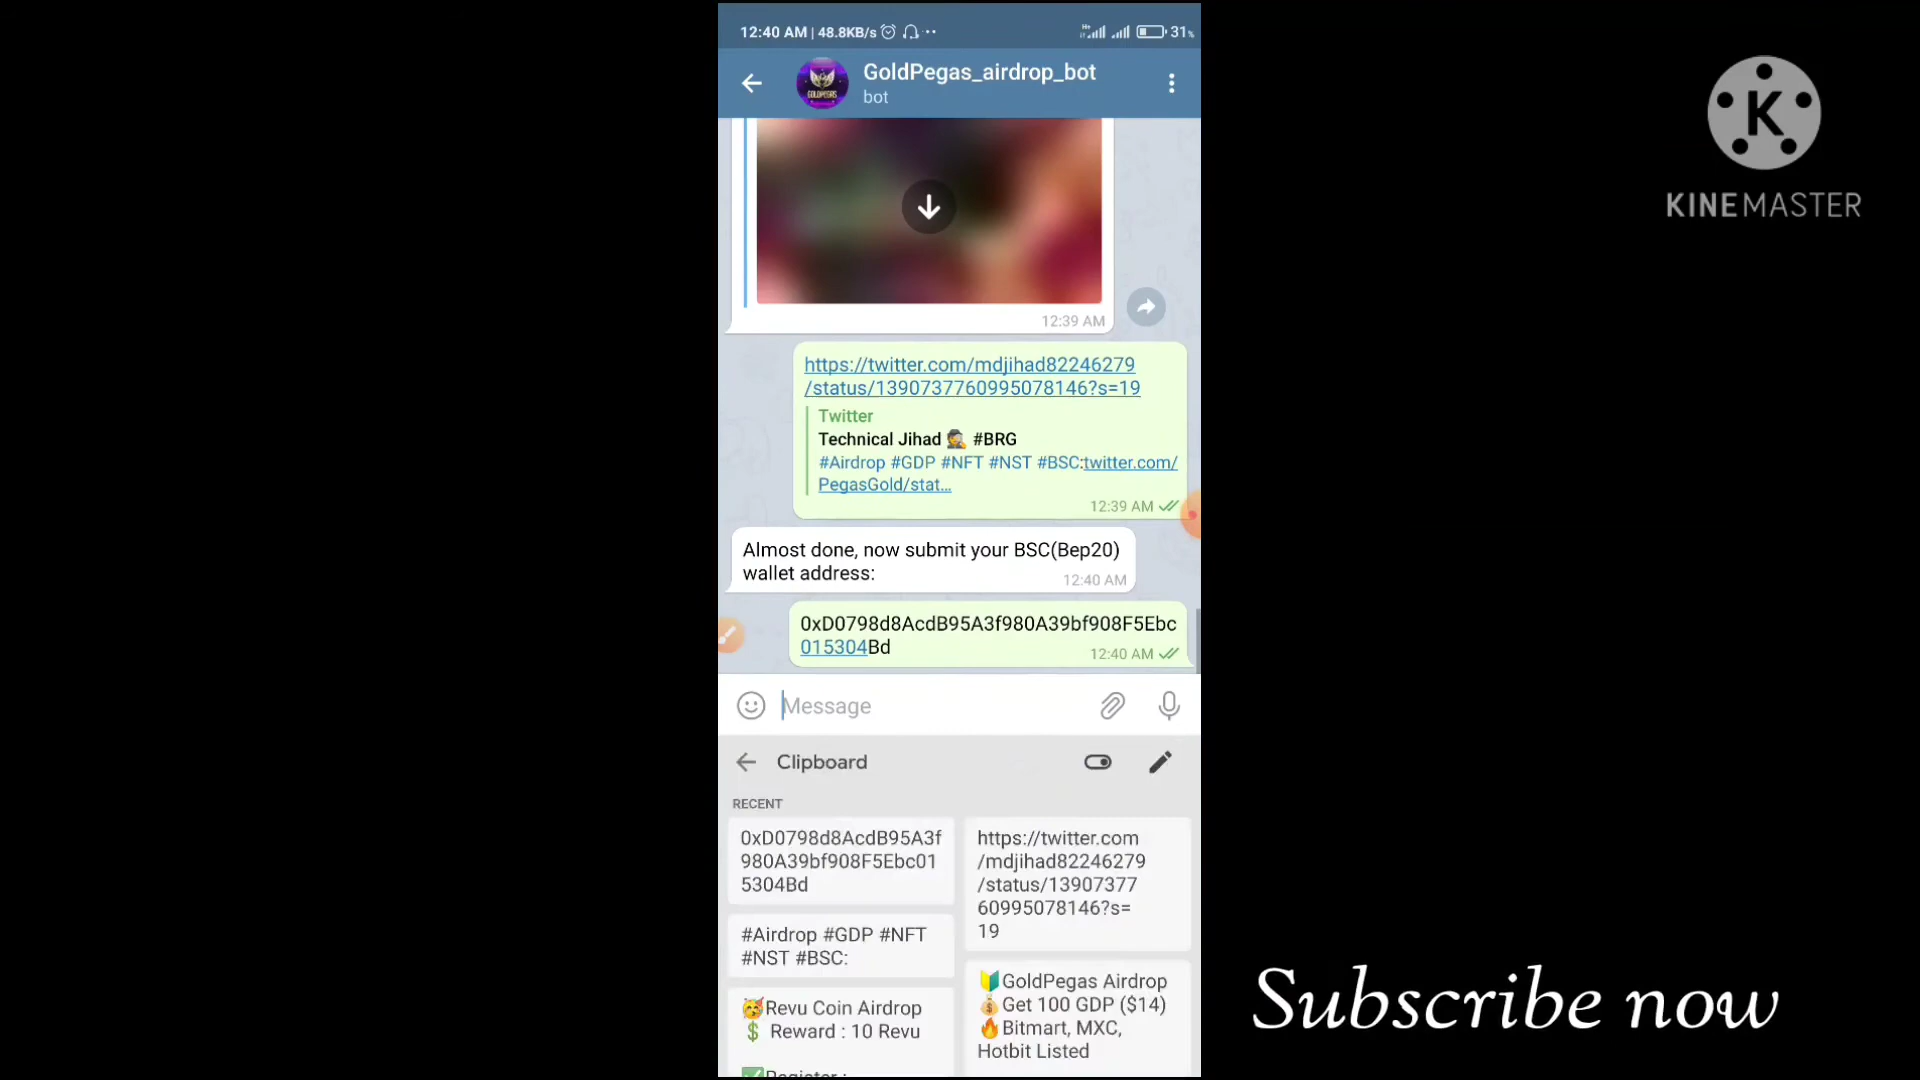 12:40 AM | 48.8KB/s
31%
GoldPegas_airdrop_bot
bot
GOLDPEGAS
12:39 AM
https://twitter.com/mdjihad82246279
/status/1390737760995078146?s=19
Twitter
Technical Jihad 🕵 #BRG
#Airdrop #GDP #NFT #NST #BSC:twitter.com/
PegasGold/stat...
12:39 AM
Almost done, now submit your BSC(Bep20)
wallet address:
12:40 AM
0xD0798d8AcdB95A3f980A39bf908F5Ebc
015304Bd
12:40 AM
Message
Clipboard
RECENT
0xD0798d8AcdB95A3f
980A39bf908F5Ebc01
5304Bd
#Airdrop #GDP #NFT
#NST #BSC:
🥳Revu Coin Airdrop
💲 Reward : 10 Revu
✅Register :
https://twitter.com
/mdjihad82246279
/status/13907377
60995078146?s=
19
🔰GoldPegas Airdrop
💰Get 100 GDP ($14)
🔥Bitmart, MXC,
Hotbit Listed
K
KINEMASTER
Subscribe now